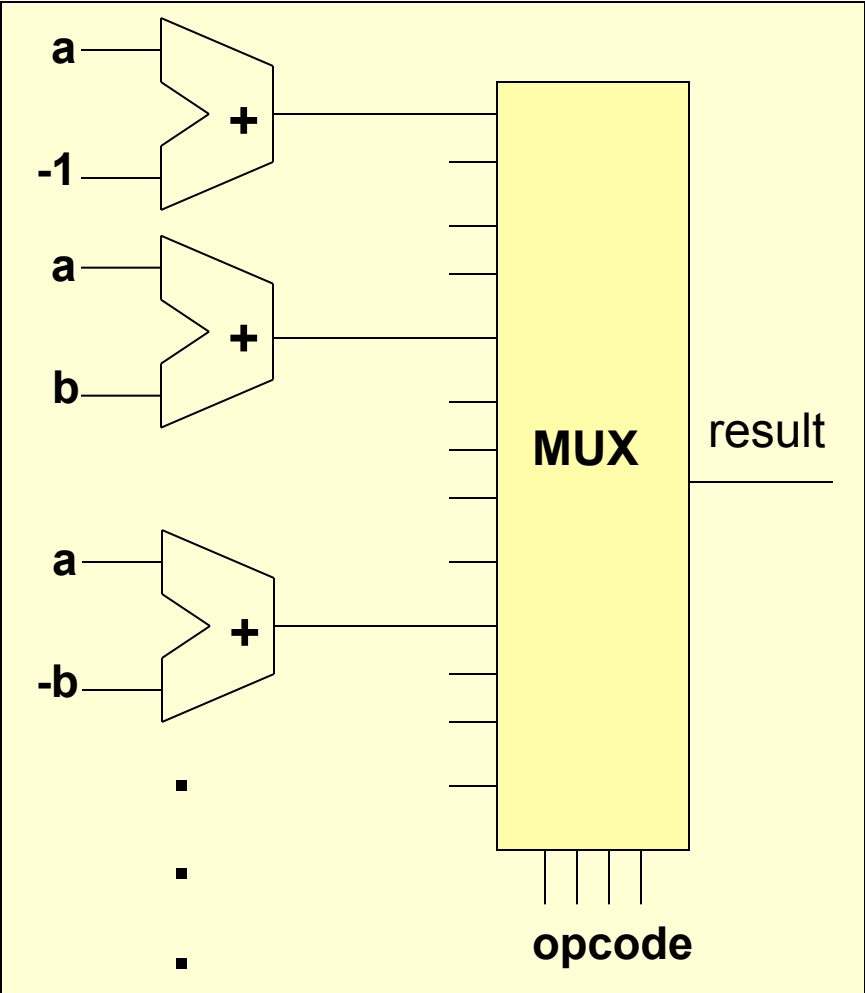 a
+
-1
a
+
b
MUX
result
a
+
-b
.
.
.
opcode